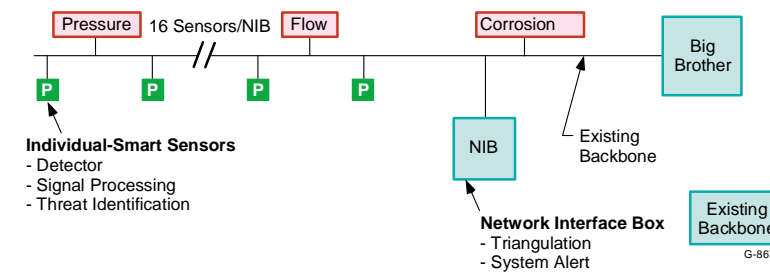 Pressure
16 Sensors/NIB
Flow
Corrosion
Big
Brother
P
P
P
P
Individual-Smart Sensors
- Detector
- Signal Processing
- Threat Identification
NIB
Existing
Backbone
Network Interface Box
- Triangulation
- System Alert
Existing
Backbone
G-86